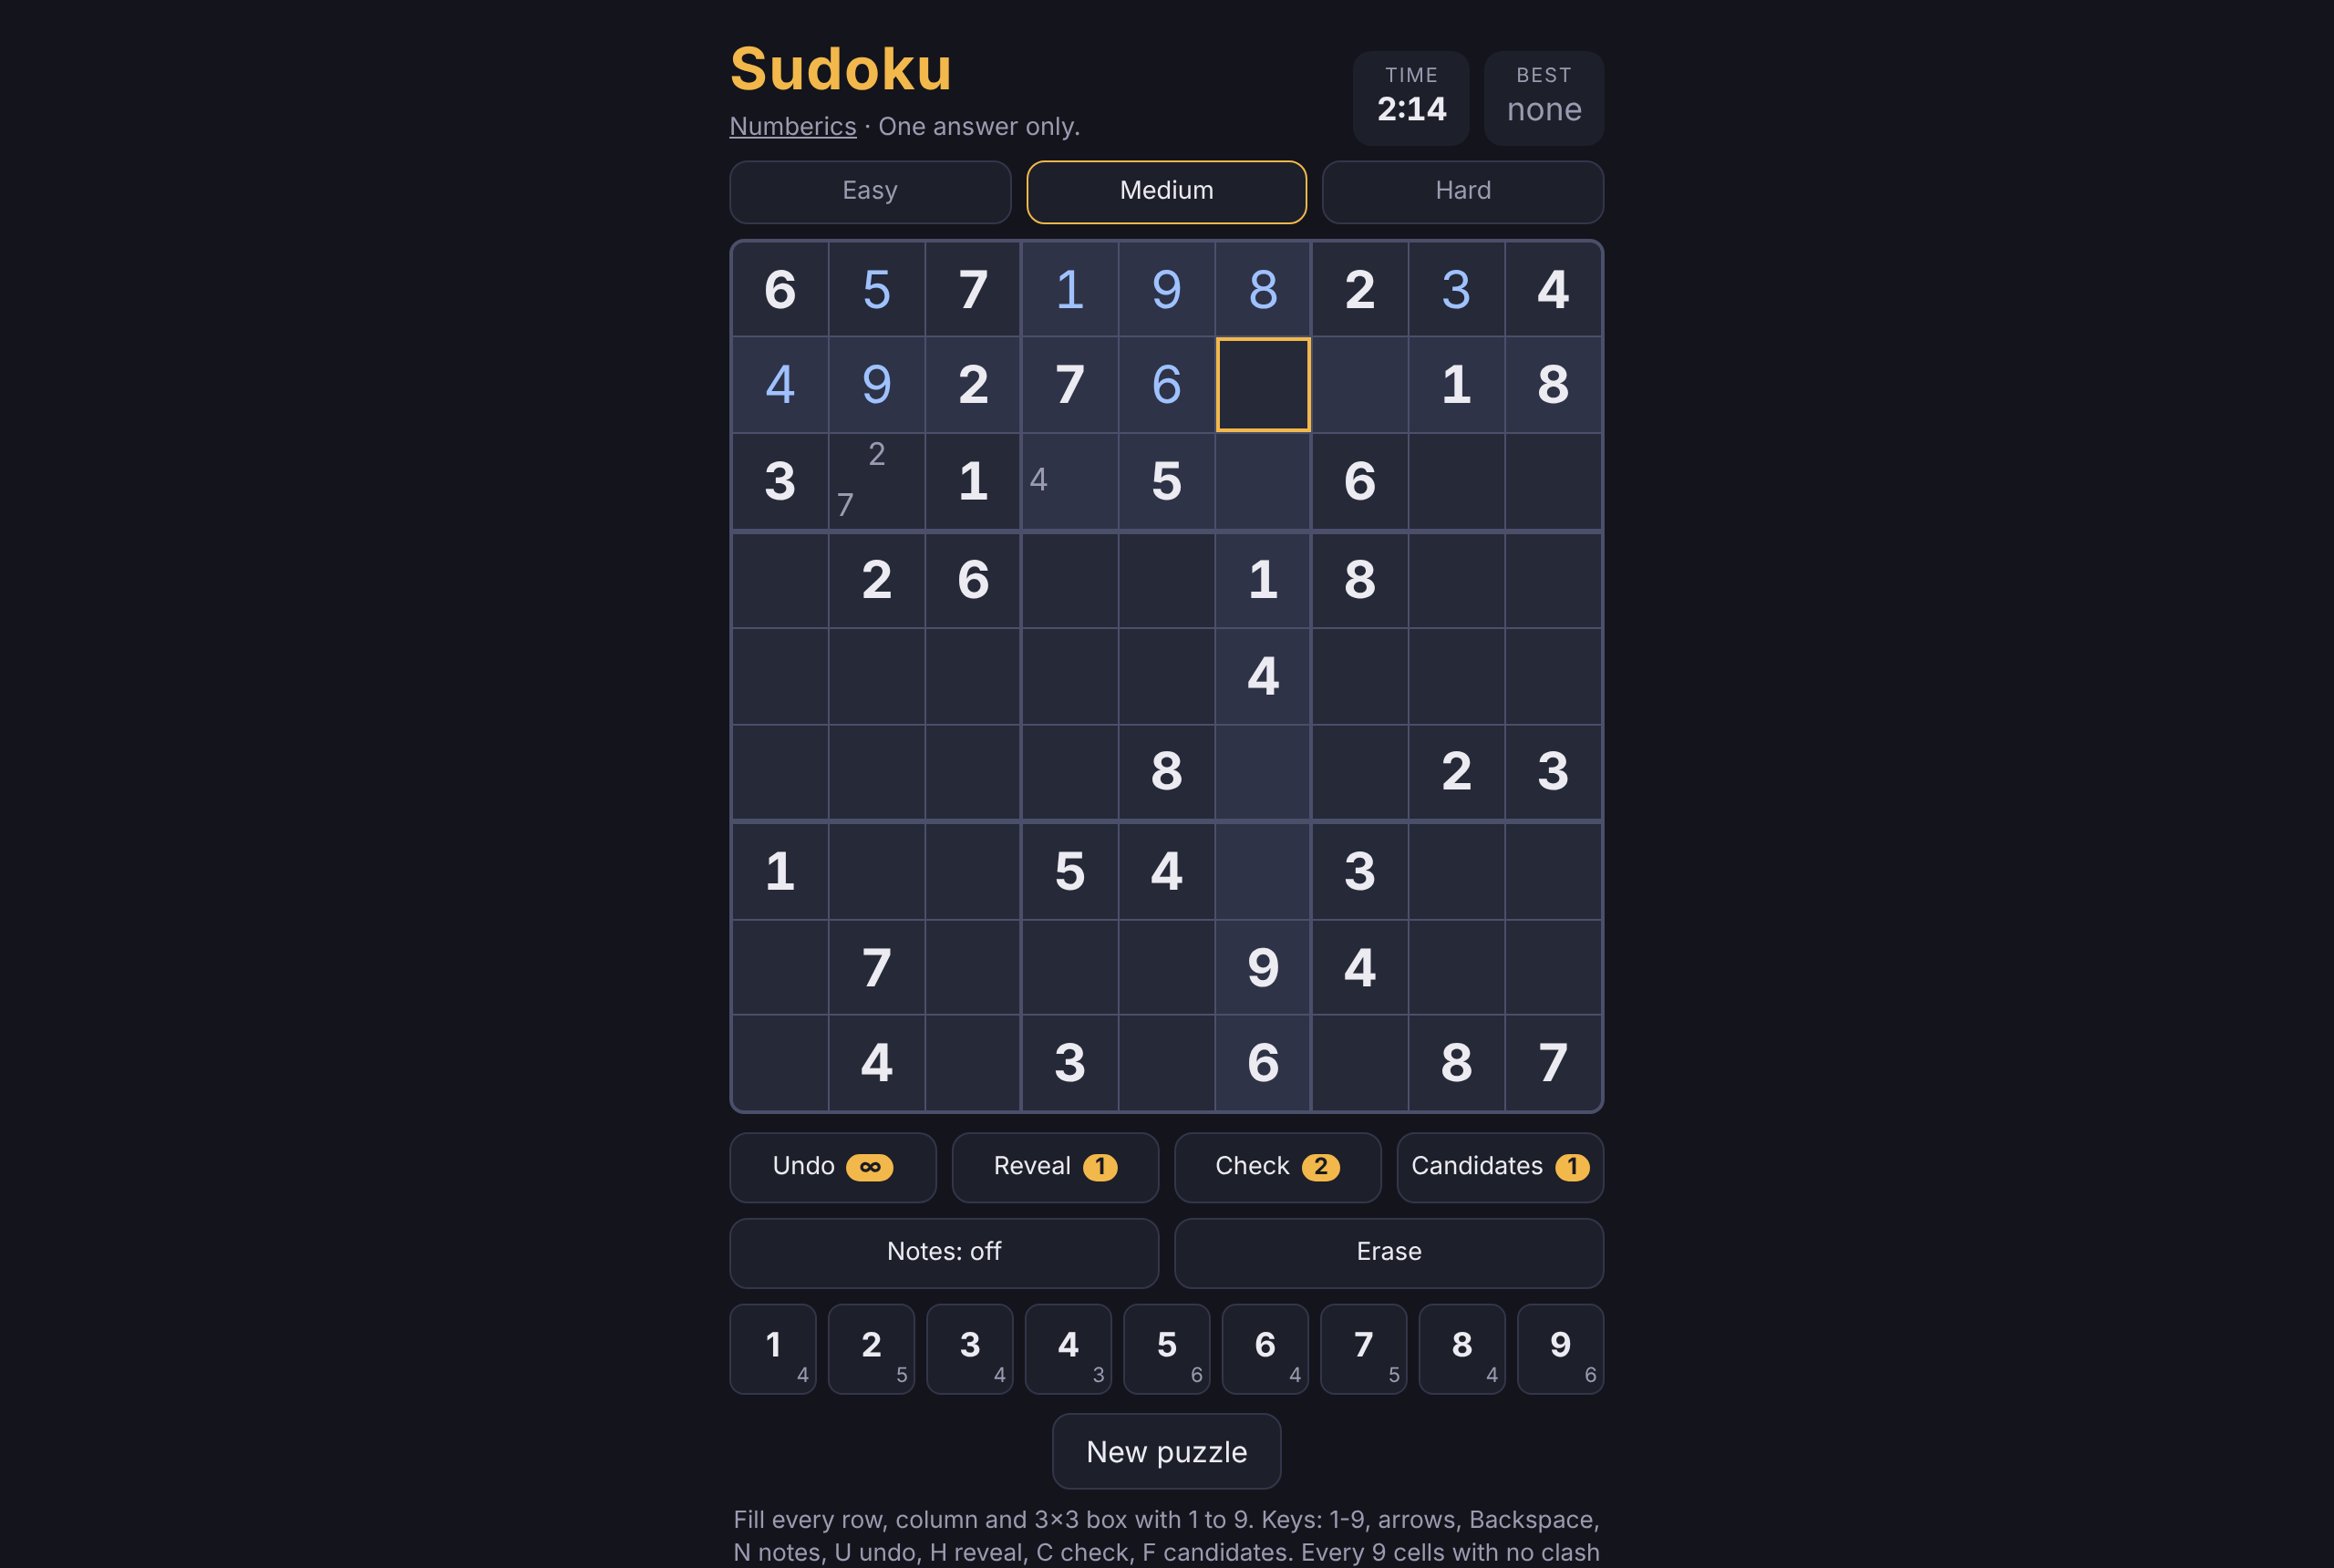 Sudoku
Numberics · One answer only.
TIME
2:14
BEST
none
Easy Medium Hard
6 5 7 1 9 8 2 3 4
4 9 2 7 6 1 8
3 2 7 1 4 5 6
2 6 1 8
4
8 2 3
1 5 4 3
7 9 4
4 3 6 8 7
Undo ∞ Reveal 1 Check 2 Candidates 1
Notes: off Erase
1 4 2 5 3 4 4 3 5 6 6 4 7 5 8 4 9 6
New puzzle
Fill every row, column and 3×3 box with 1 to 9. Keys: 1-9, arrows, Backspace,
N notes, U undo, H reveal, C check, F candidates. Every 9 cells with no clash